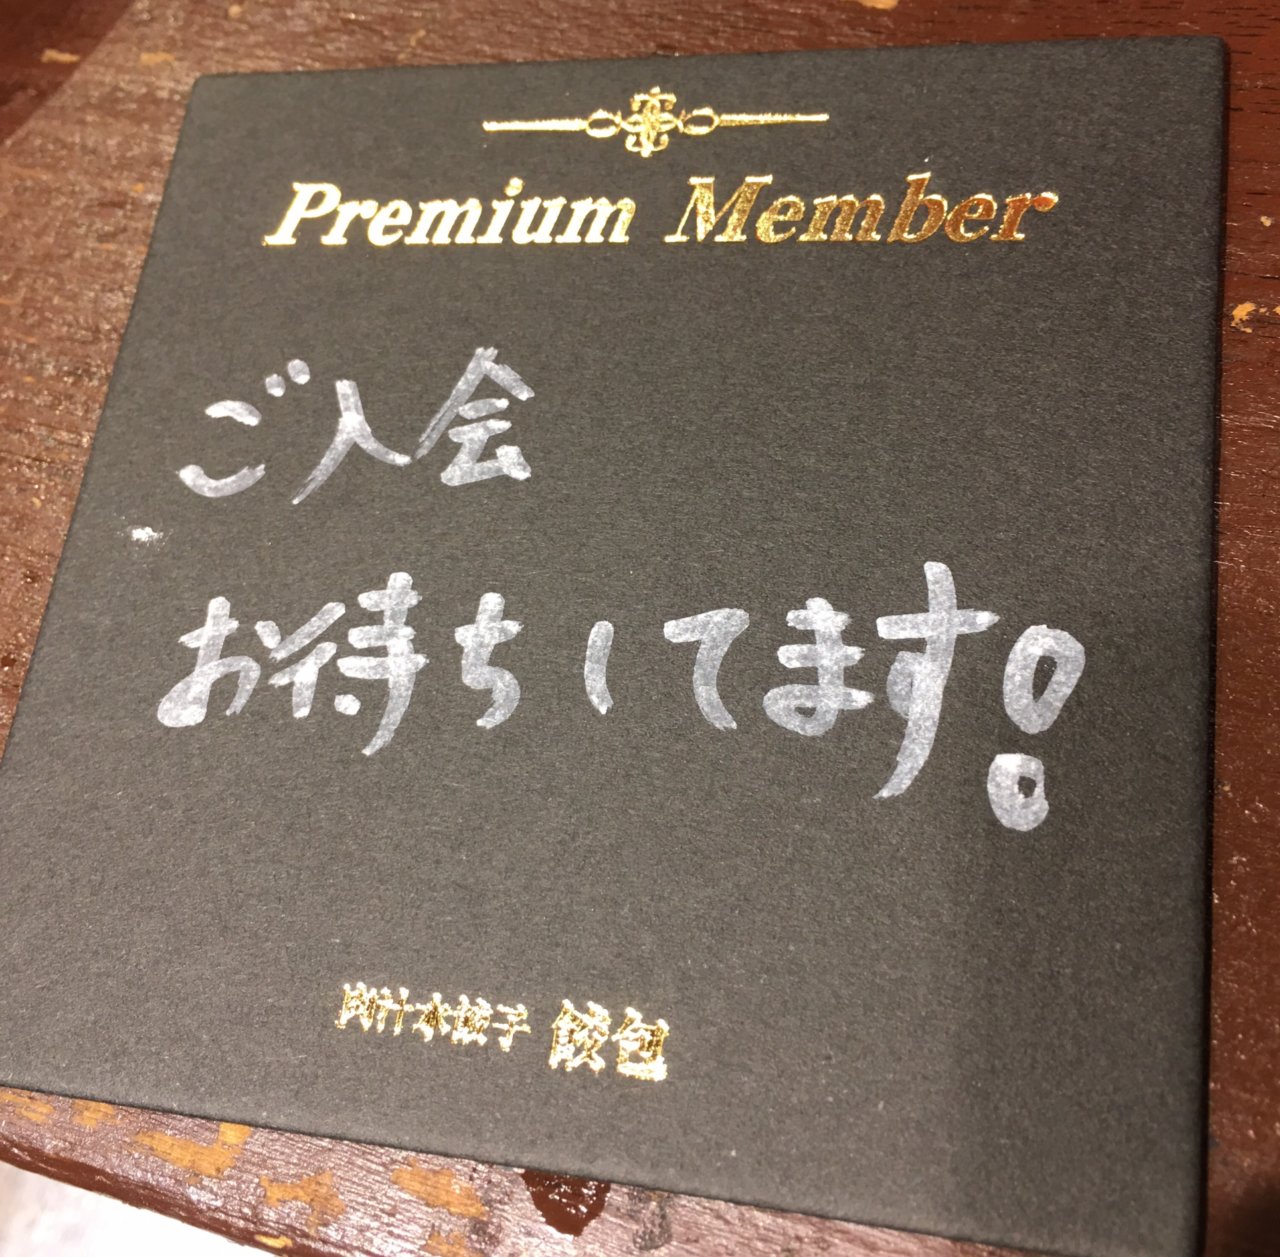 Premium Member
ご入会
お待ちしてます!
肉汁水餃子 餃包